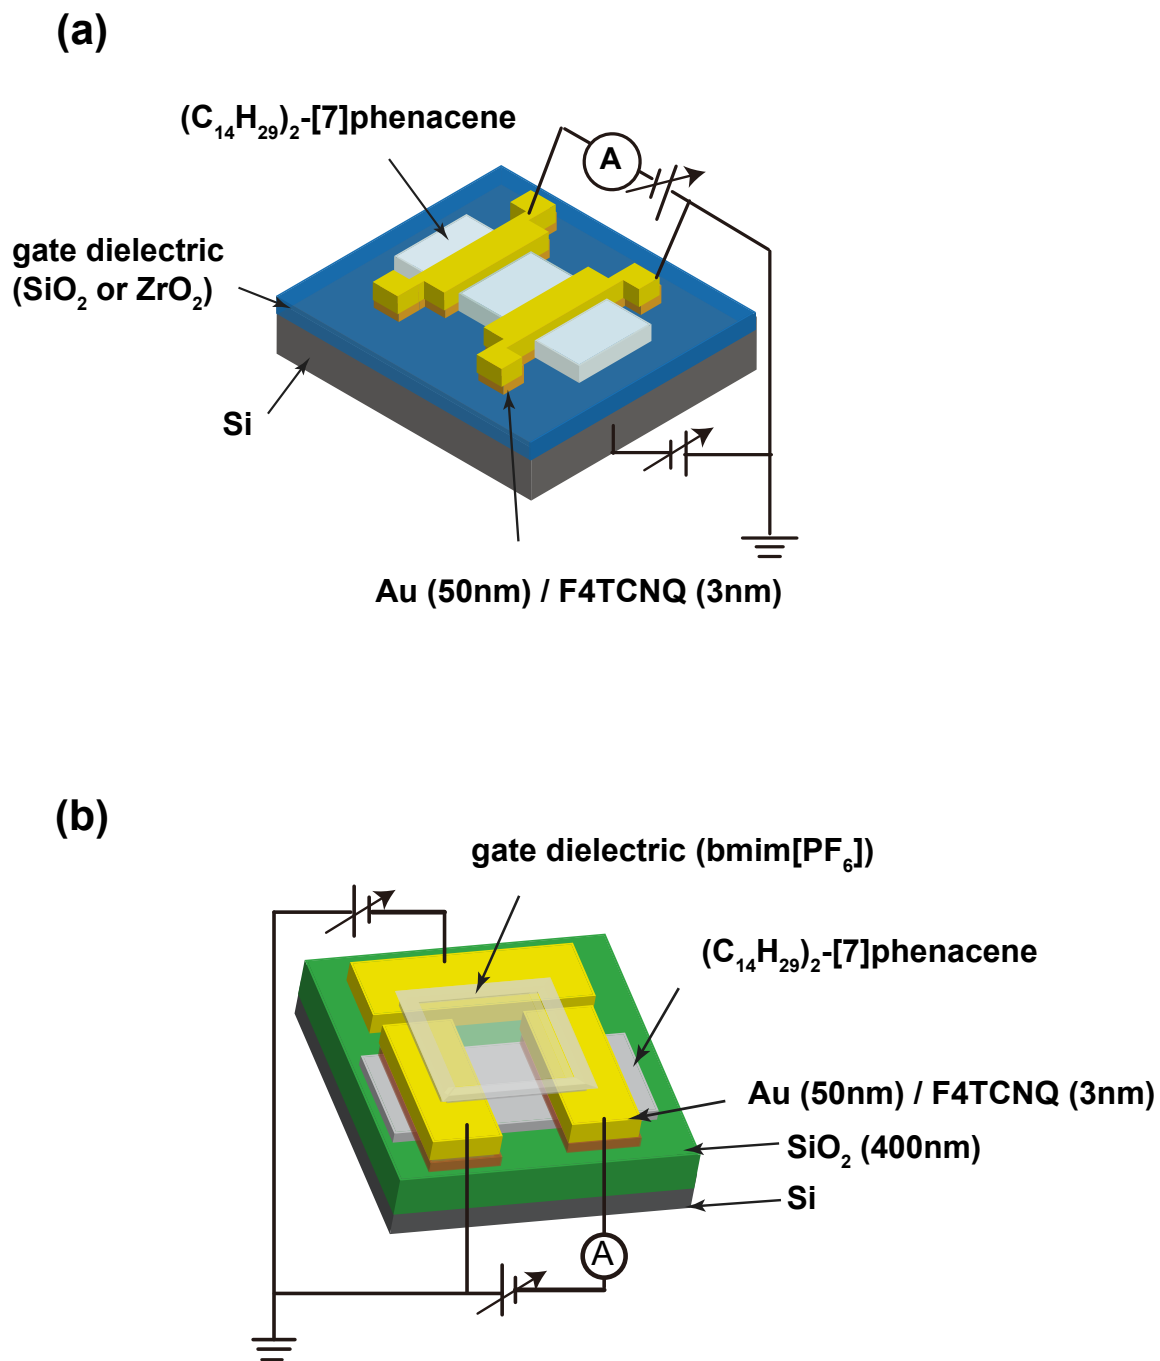 (a)
(C₁₄H₂₉)₂-[7]phenacene
A
gate dielectric
(SiO₂ or ZrO₂)
Si
Au (50nm) / F4TCNQ (3nm)
(b)
gate dielectric (bmim[PF₆])
(C₁₄H₂₉)₂-[7]phenacene
Au (50nm) / F4TCNQ (3nm)
SiO₂ (400nm)
Si
A